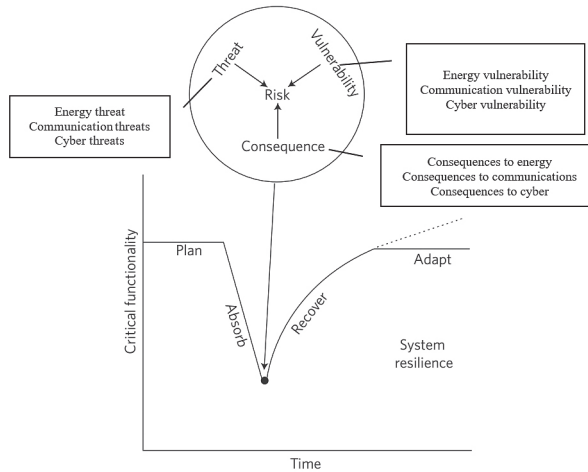 Threat
Vulnerability
Risk
Consequence
Energy threat
Communication threats
Cyber threats
Energy vulnerability
Communication vulnerability
Cyber vulnerability
Consequences to energy
Consequences to communications
Consequences to cyber
Critical functionality
Plan
Absorb
Recover
Adapt
System
resilience
Time